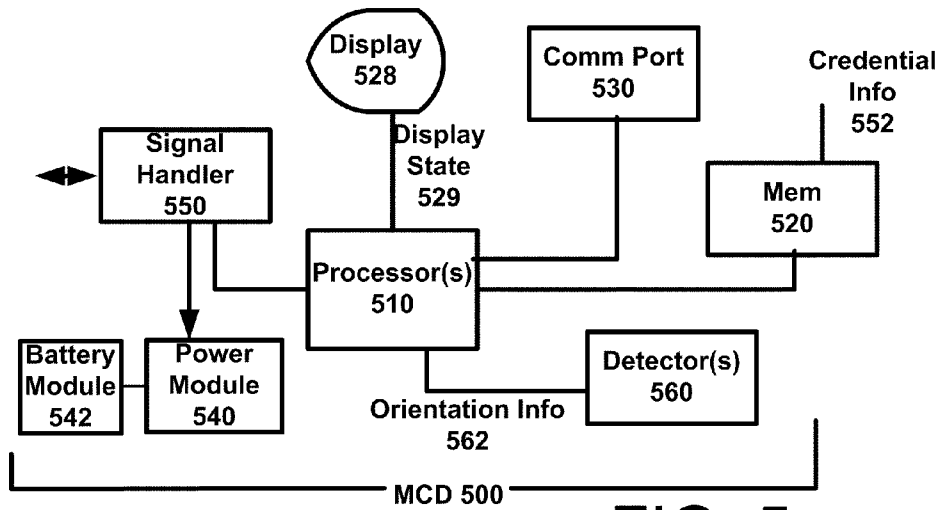 Display
528
Comm Port
530
Credential
Info
552
Signal
Handler
550
Display
State
529
Mem
520
Processor(s)
510
Battery
Module
542
Power
Module
540
Detector(s)
560
Orientation Info
562
MCD 500